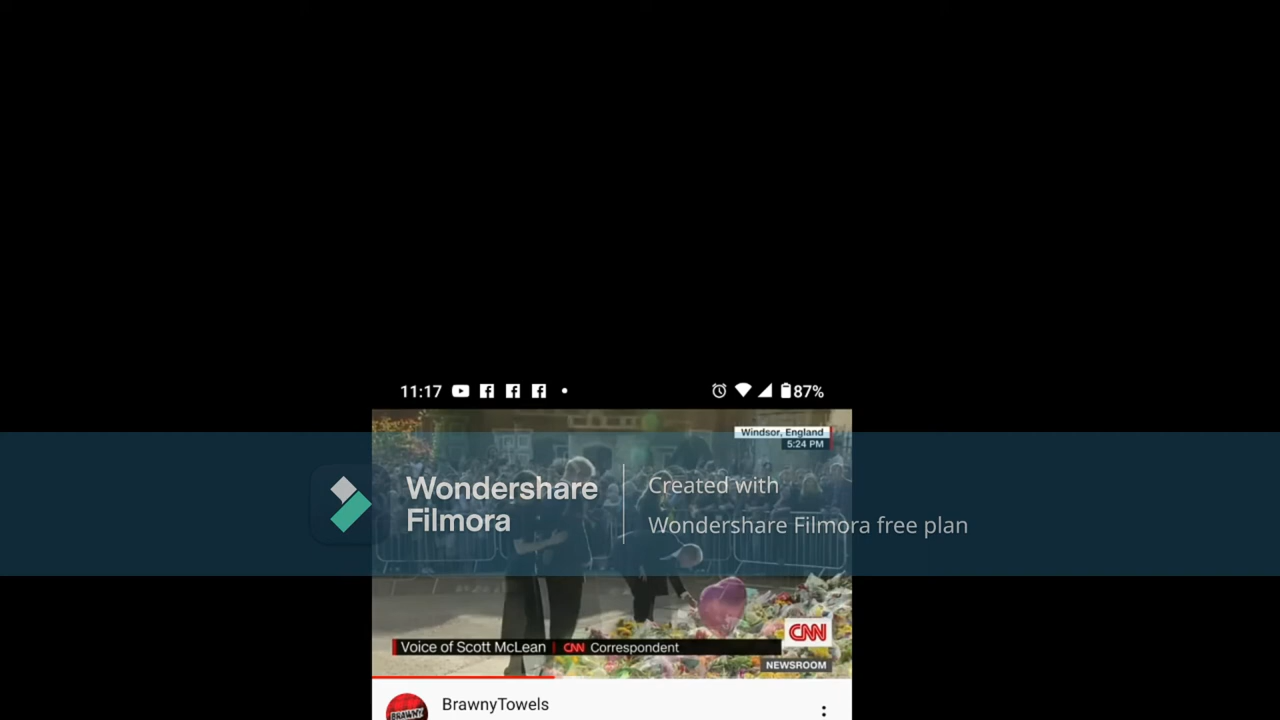 11:17 87%
Windsor, England
5:24 PM
Wondershare
Filmora
Created with
Wondershare Filmora free plan
CNN
Voice of Scott McLean CNN Correspondent
NEWSROOM
BrawnyTowels
BRAWNY